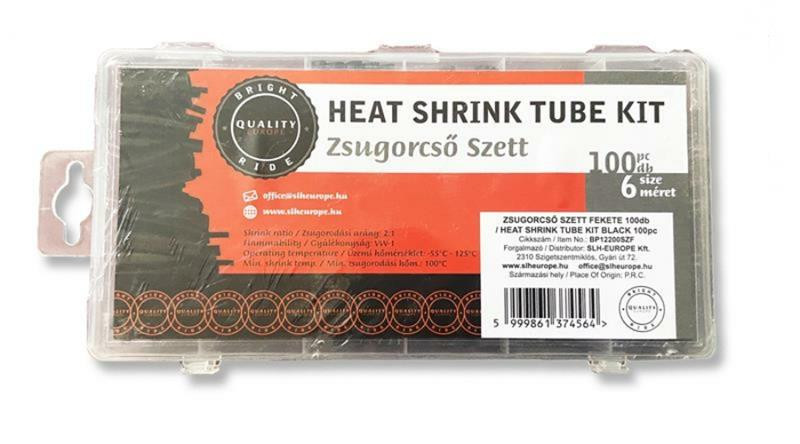 BRIGHT
QUALITY
EUROPE
RIDE
HEAT SHRINK TUBE KIT
Zsugorcső Szett
100 pc
db
6 size
méret
office@slheurope.hu
www.slheurope.hu
Shrink ratio / Zsugorodási arány: 2:1
Flammability / Gyúlékonyság: VW-1
Operating temperature / Üzemi hőmérséklet: -55°C - 125°C
Min. shrink temp. / Min. zsugorodási hőm.: 100°C
ZSUGORCSŐ SZETT FEKETE 100db
/ HEAT SHRINK TUBE KIT BLACK 100pc
Cikkszám / Item No.: BP12200SZF
Forgalmazó / Distributor: SLH-EUROPE Kft.
2310 Szigetszentmiklós, Gyári út 72.
www.slheurope.hu office@slheurope.hu
Származási hely / Place Of Origin: P.R.C.
5 999861 374564>
BRIGHT
QUALITY
RIDE